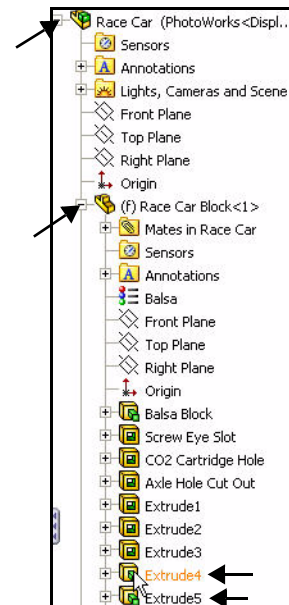 Race Car (PhotoWorks<Displ..
Sensors
Annotations
Lights, Cameras and Scene
Front Plane
Top Plane
Right Plane
Origin
(f) Race Car Block<1>
Mates in Race Car
Sensors
Annotations
Balsa
Front Plane
Top Plane
Right Plane
Origin
Balsa Block
Screw Eye Slot
CO2 Cartridge Hole
Axle Hole Cut Out
Extrude1
Extrude2
Extrude3
Extrude4
Extrude5